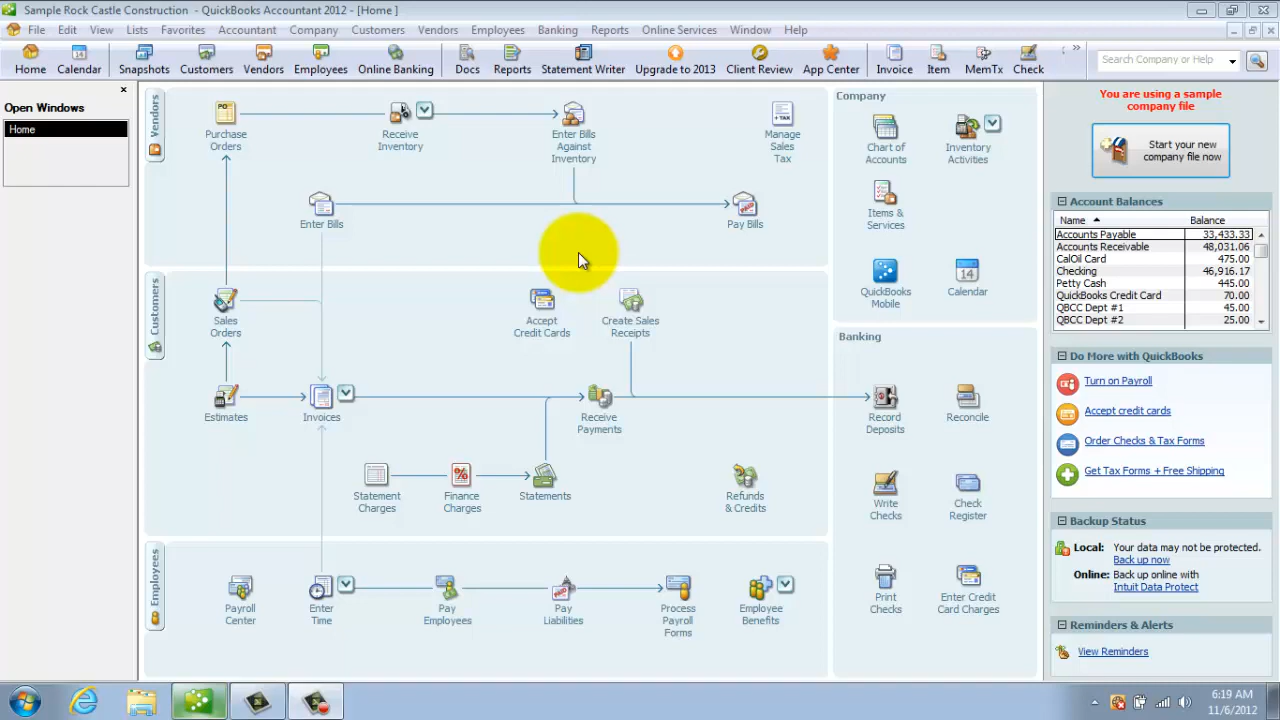 Sample Rock Castle Construction - QuickBooks Accountant 2012 - [Home ]
File Edit View Lists Favorites Accountant Company Customers Vendors Employees Banking Reports Online Services Window Help
Home Calendar Snapshots Customers Vendors Employees Online Banking Docs Reports Statement Writer Upgrade to 2013 Client Review App Center Invoice Item MemTx Check
Search Company or Help
Open Windows
Home
Vendors
PO
Purchase
Orders
Receive
Inventory
Enter Bills
Against
Inventory
+ TAX
Manage
Sales
Tax
Enter Bills
Pay Bills
Customers
Sales
Orders
Accept
Credit Cards
Create Sales
Receipts
Estimates
Invoices
Receive
Payments
Statement
Charges
Finance
Charges
Statements
Refunds
& Credits
Employees
Payroll
Center
Enter
Time
Pay
Employees
Pay
Liabilities
Process
Payroll
Forms
Employee
Benefits
Company
Chart of
Accounts
Inventory
Activities
Items &
Services
QuickBooks
Mobile
14
Calendar
Banking
Record
Deposits
Reconcile
Write
Checks
Check
Register
Print
Checks
Enter Credit
Card Charges
You are using a sample
company file
Start your new
company file now
Account Balances
Name Balance
Accounts Payable 33,433.33
Accounts Receivable 48,031.06
CalOil Card 475.00
Checking 46,916.17
Petty Cash 445.00
QuickBooks Credit Card 70.00
QBCC Dept #1 45.00
QBCC Dept #2 25.00
Do More with QuickBooks
Turn on Payroll
Accept credit cards
Order Checks & Tax Forms
Get Tax Forms + Free Shipping
Backup Status
Local: Your data may not be protected.
Back up now
Online: Back up online with
Intuit Data Protect
Reminders & Alerts
View Reminders
6:19 AM
11/6/2012